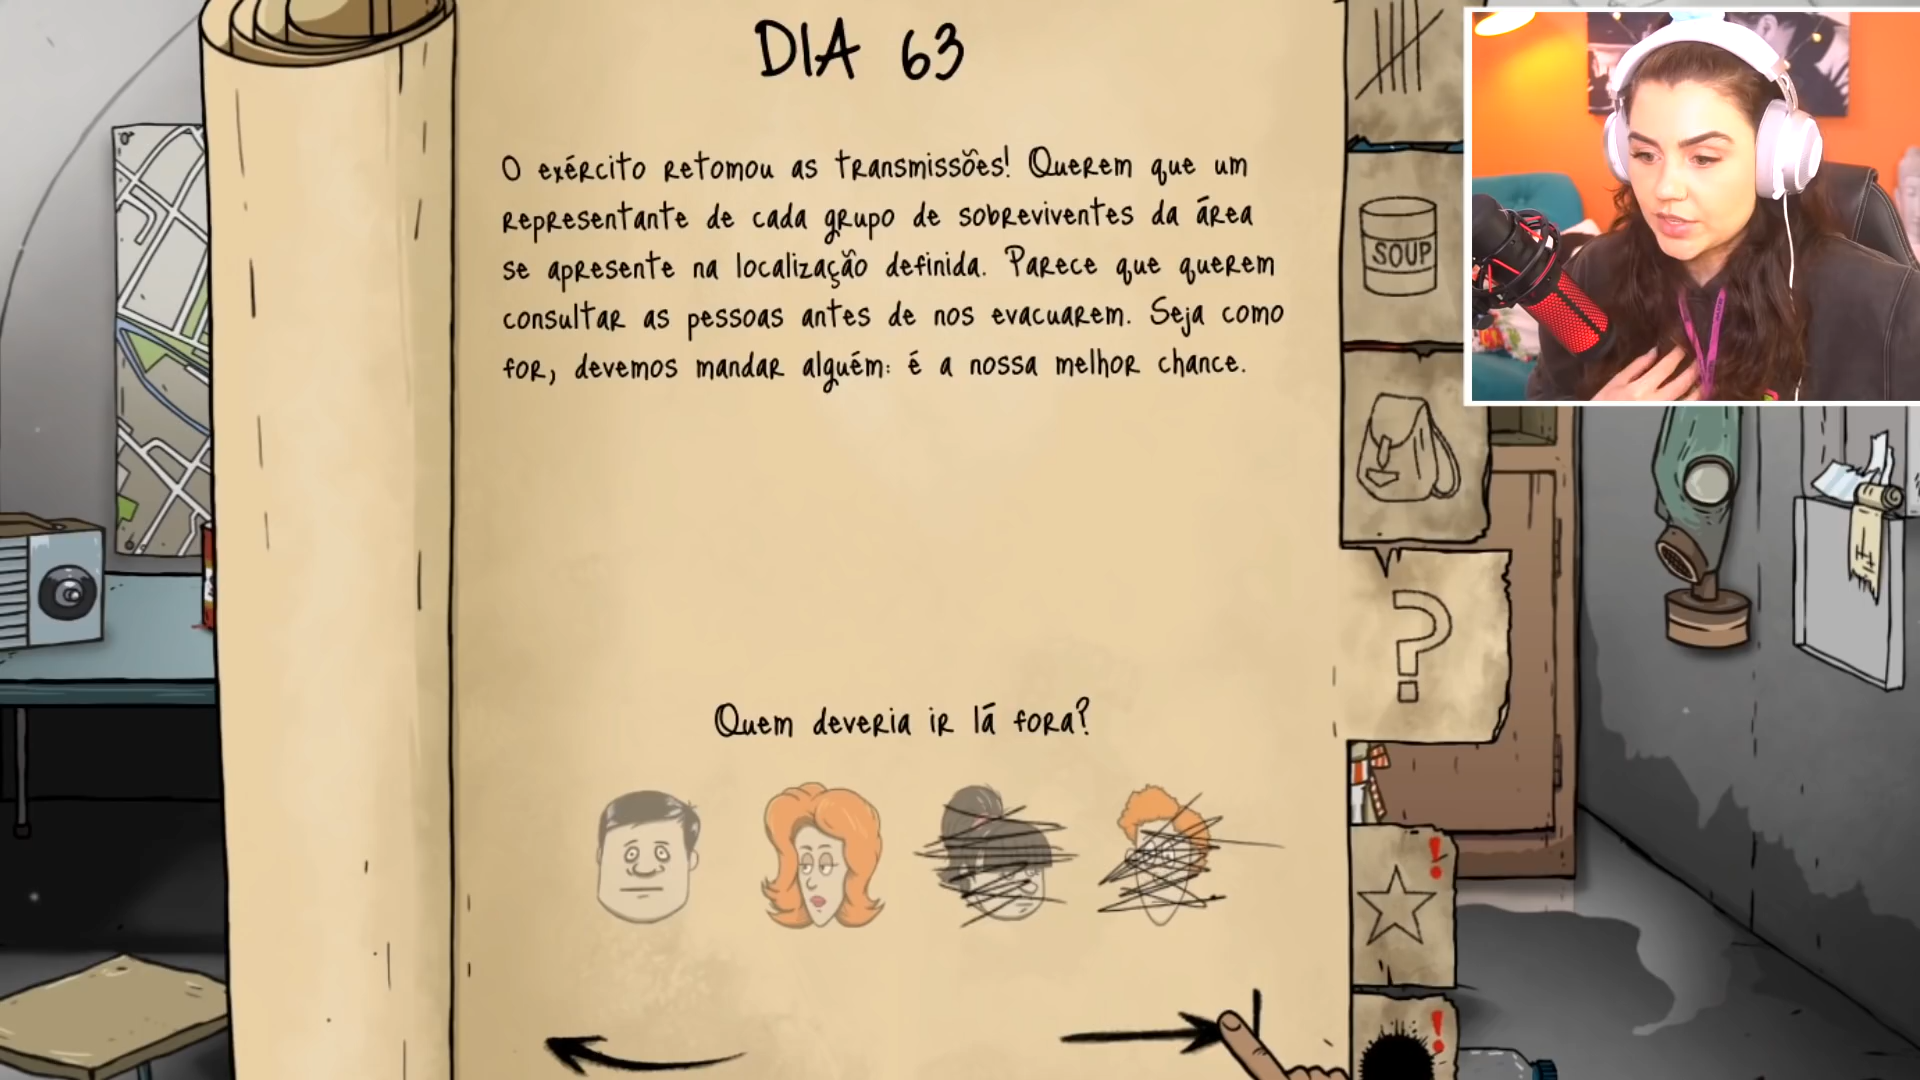 DIA 63
O exército retomou as transmissões! Querem que um
representante de cada grupo de sobreviventes da área
se apresente na localização definida. Parece que querem
consultar as pessoas antes de nos evacuarem. Seja como
for, devemos mandar alguém: é a nossa melhor chance.
SOUP
?
Quem deveria ir lá fora?
!
!